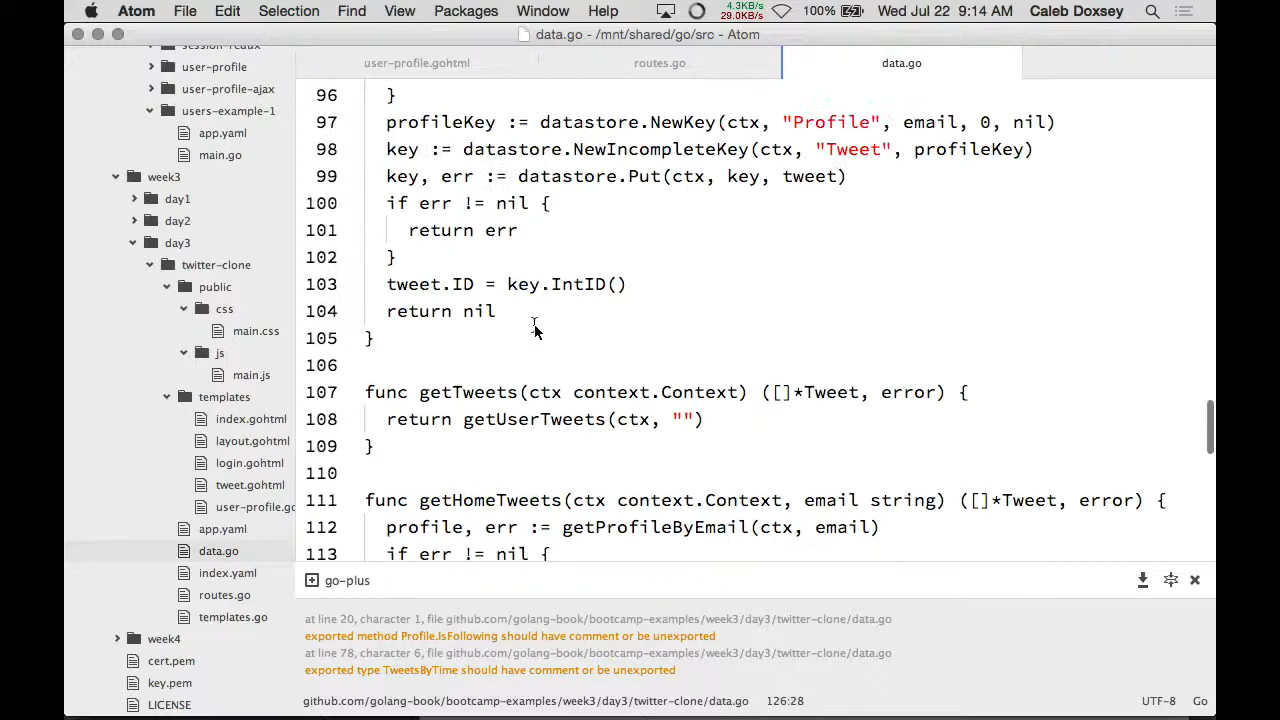 Atom File Edit Selection Find View Packages Window Help 4.3KB/s 29.0KB/s 100% Wed Jul 22 9:14 AM Caleb Doxsey
data.go - /mnt/shared/go/src - Atom
session-redux
user-profile
user-profile-ajax
users-example-1
app.yaml
main.go
week3
day1
day2
day3
twitter-clone
public
css
main.css
js
main.js
templates
index.gohtml
layout.gohtml
login.gohtml
tweet.gohtml
user-profile.go
app.yaml
data.go
index.yaml
routes.go
templates.go
week4
cert.pem
key.pem
LICENSE
user-profile.gohtml routes.go data.go
96 }
97 profileKey := datastore.NewKey(ctx, "Profile", email, 0, nil)
98 key := datastore.NewIncompleteKey(ctx, "Tweet", profileKey)
99 key, err := datastore.Put(ctx, key, tweet)
100 if err != nil {
101 return err
102 }
103 tweet.ID = key.IntID()
104 return nil
105 }
106
107 func getTweets(ctx context.Context) ([]*Tweet, error) {
108 return getUserTweets(ctx, "")
109 }
110
111 func getHomeTweets(ctx context.Context, email string) ([]*Tweet, error) {
112 profile, err := getProfileByEmail(ctx, email)
113 if err != nil {
go-plus
at line 20, character 1, file github.com/golang-book/bootcamp-examples/week3/day3/twitter-clone/data.go
exported method Profile.IsFollowing should have comment or be unexported
at line 78, character 6, file github.com/golang-book/bootcamp-examples/week3/day3/twitter-clone/data.go
exported type TweetsByTime should have comment or be unexported
github.com/golang-book/bootcamp-examples/week3/day3/twitter-clone/data.go 126:28 UTF-8 Go